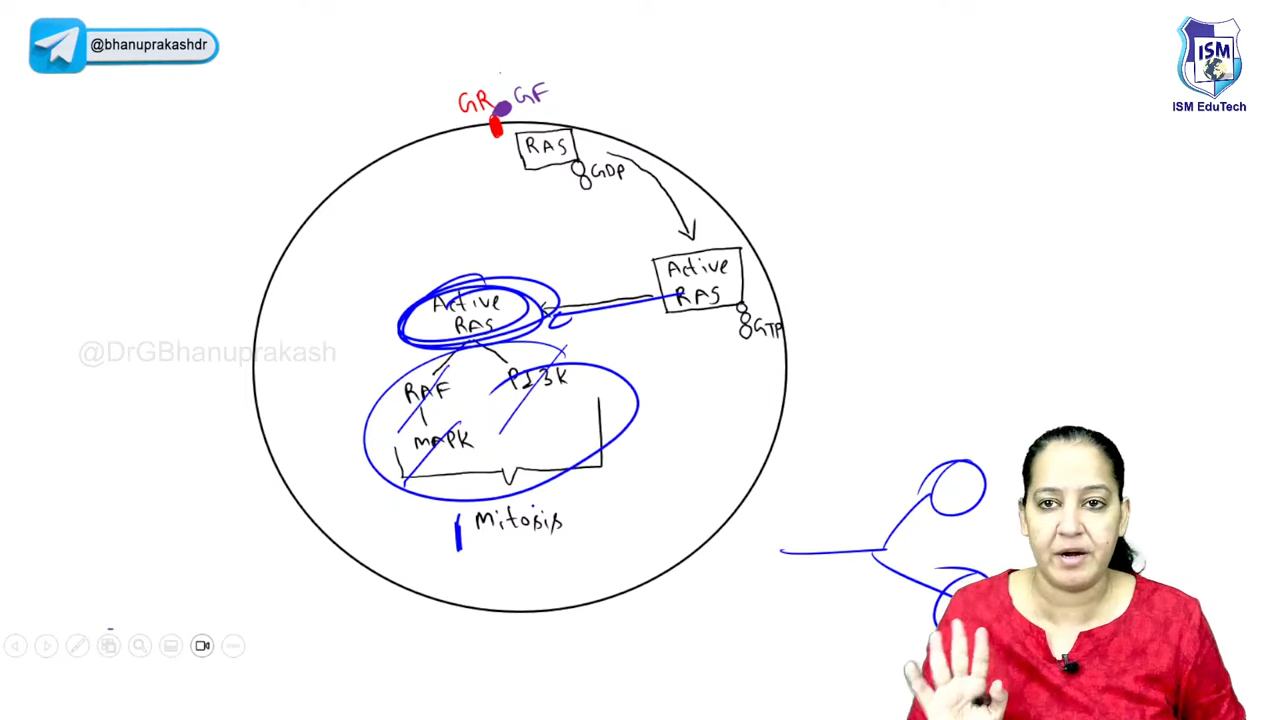 @bhanuprakashdr
ISM
ISM EduTech
GR GF
RAS
GDP
Active
RAS
GTP
Active
RAS
@DrGBhanuprakash
RAF PI3K
MAPK
Mitosis